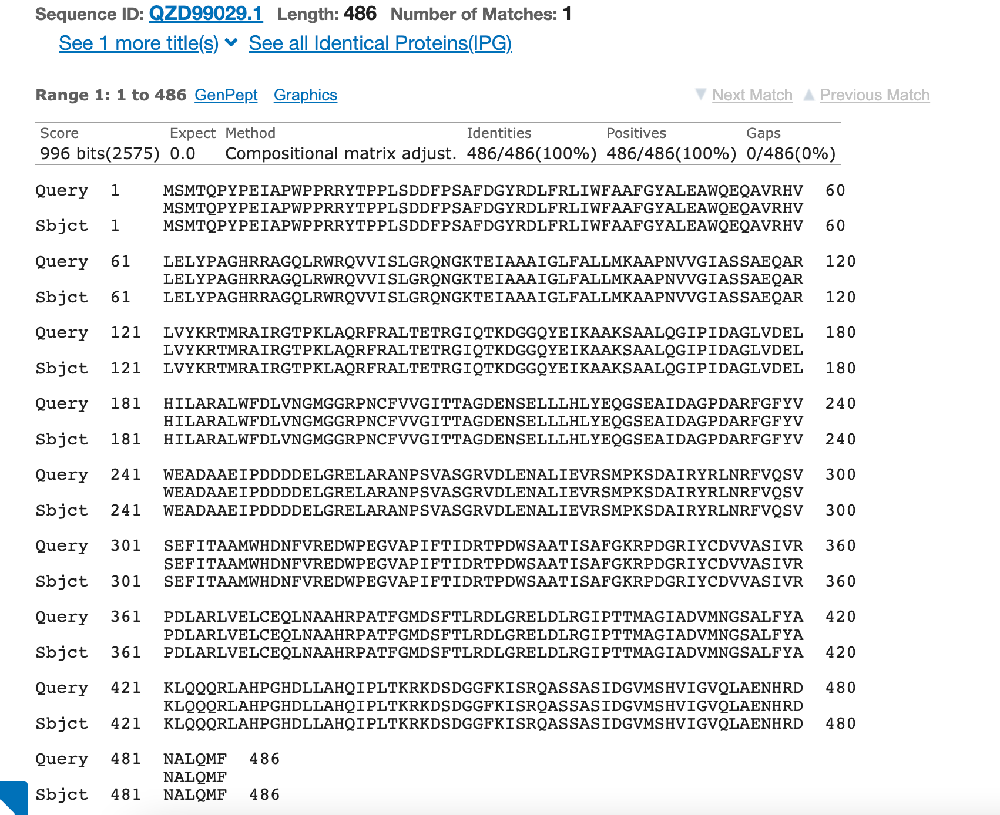 Sequence ID: QZD99029.1 Length: 486 Number of Matches: 1
See 1 more title(s) See all Identical Proteins(IPG)
Range 1: 1 to 486 GenPept Graphics Next Match Previous Match
Score Expect Method Identities Positives Gaps
996 bits(2575) 0.0 Compositional matrix adjust. 486/486(100%) 486/486(100%) 0/486(0%)
Query 1 MSMTQPYPEIAPWPPRRYTPPLSDDFPSAFDGYRDLFRLIWFAAFGYALEAWQEQAVRHV 60
MSMTQPYPEIAPWPPRRYTPPLSDDFPSAFDGYRDLFRLIWFAAFGYALEAWQEQAVRHV
Sbjct 1 MSMTQPYPEIAPWPPRRYTPPLSDDFPSAFDGYRDLFRLIWFAAFGYALEAWQEQAVRHV 60
Query 61 LELYPAGHRRAGQLRWRQVVISLGRQNGKTEIAAAIGLFALLMKAAPNVVGIASSAEQAR 120
LELYPAGHRRAGQLRWRQVVISLGRQNGKTEIAAAIGLFALLMKAAPNVVGIASSAEQAR
Sbjct 61 LELYPAGHRRAGQLRWRQVVISLGRQNGKTEIAAAIGLFALLMKAAPNVVGIASSAEQAR 120
Query 121 LVYKRTMRAIRGTPKLAQRFRALTETRGIQTKDGGQYEIKAAKSAALQGIPIDAGLVDEL 180
LVYKRTMRAIRGTPKLAQRFRALTETRGIQTKDGGQYEIKAAKSAALQGIPIDAGLVDEL
Sbjct 121 LVYKRTMRAIRGTPKLAQRFRALTETRGIQTKDGGQYEIKAAKSAALQGIPIDAGLVDEL 180
Query 181 HILARALWFDLVNGMGGRPNCFVVGITTAGDENSELLLHLYEQGSEAIDAGPDARFGFYV 240
HILARALWFDLVNGMGGRPNCFVVGITTAGDENSELLLHLYEQGSEAIDAGPDARFGFYV
Sbjct 181 HILARALWFDLVNGMGGRPNCFVVGITTAGDENSELLLHLYEQGSEAIDAGPDARFGFYV 240
Query 241 WEADAAEIPDDDDELGRELARANPSVASGRVDLENALIEVRSMPKSDAIRYRLNRFVQSV 300
WEADAAEIPDDDDELGRELARANPSVASGRVDLENALIEVRSMPKSDAIRYRLNRFVQSV
Sbjct 241 WEADAAEIPDDDDELGRELARANPSVASGRVDLENALIEVRSMPKSDAIRYRLNRFVQSV 300
Query 301 SEFITAAMWHDNFVREDWPEGVAPIFTIDRTPDWSAATISAFGKRPDGRIYCDVVASIVR 360
SEFITAAMWHDNFVREDWPEGVAPIFTIDRTPDWSAATISAFGKRPDGRIYCDVVASIVR
Sbjct 301 SEFITAAMWHDNFVREDWPEGVAPIFTIDRTPDWSAATISAFGKRPDGRIYCDVVASIVR 360
Query 361 PDLARLVELCEQLNAAHRPATFGMDSFTLRDLGRELDLRGIPTTMAGIADVMNGSALFYA 420
PDLARLVELCEQLNAAHRPATFGMDSFTLRDLGRELDLRGIPTTMAGIADVMNGSALFYA
Sbjct 361 PDLARLVELCEQLNAAHRPATFGMDSFTLRDLGRELDLRGIPTTMAGIADVMNGSALFYA 420
Query 421 KLQQQRLAHPGHDLLAHQIPLTKRKDSDGGFKISRQASSASIDGVMSHVIGVQLAENHRD 480
KLQQQRLAHPGHDLLAHQIPLTKRKDSDGGFKISRQASSASIDGVMSHVIGVQLAENHRD
Sbjct 421 KLQQQRLAHPGHDLLAHQIPLTKRKDSDGGFKISRQASSASIDGVMSHVIGVQLAENHRD 480
Query 481 NALQMF 486
NALQMF
Sbjct 481 NALQMF 486